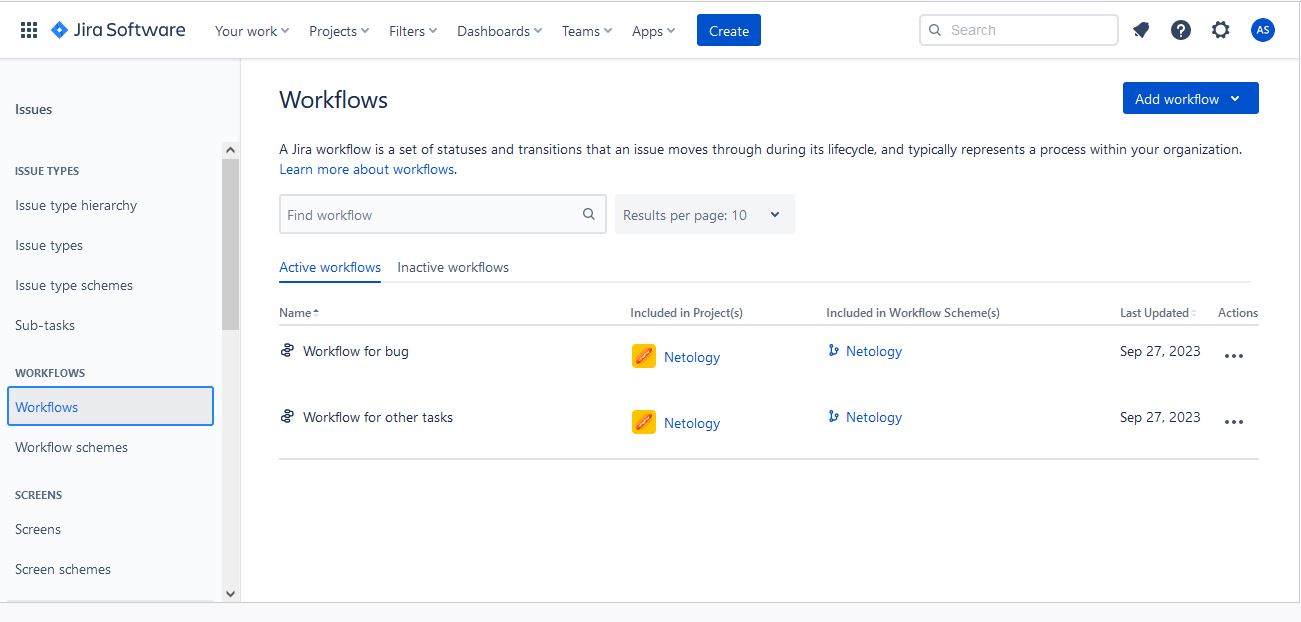 Jira Software Your work Projects Filters Dashboards Teams Apps Create Search AS
Issues
ISSUE TYPES
Issue type hierarchy
Issue types
Issue type schemes
Sub-tasks
WORKFLOWS
Workflows
Workflow schemes
SCREENS
Screens
Screen schemes
Workflows
Add workflow
A Jira workflow is a set of statuses and transitions that an issue moves through during its lifecycle, and typically represents a process within your organization.
Learn more about workflows.
Find workflow Results per page: 10
Active workflows Inactive workflows
Name Included in Project(s) Included in Workflow Scheme(s) Last Updated Actions
Workflow for bug Netology Netology Sep 27, 2023
Workflow for other tasks Netology Netology Sep 27, 2023